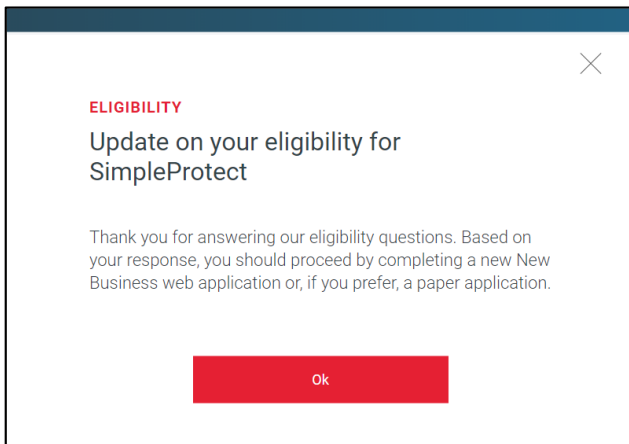 ELIGIBILITY
Update on your eligibility for
SimpleProtect
Thank you for answering our eligibility questions. Based on
your response, you should proceed by completing a new New
Business web application or, if you prefer, a paper application.
Ok